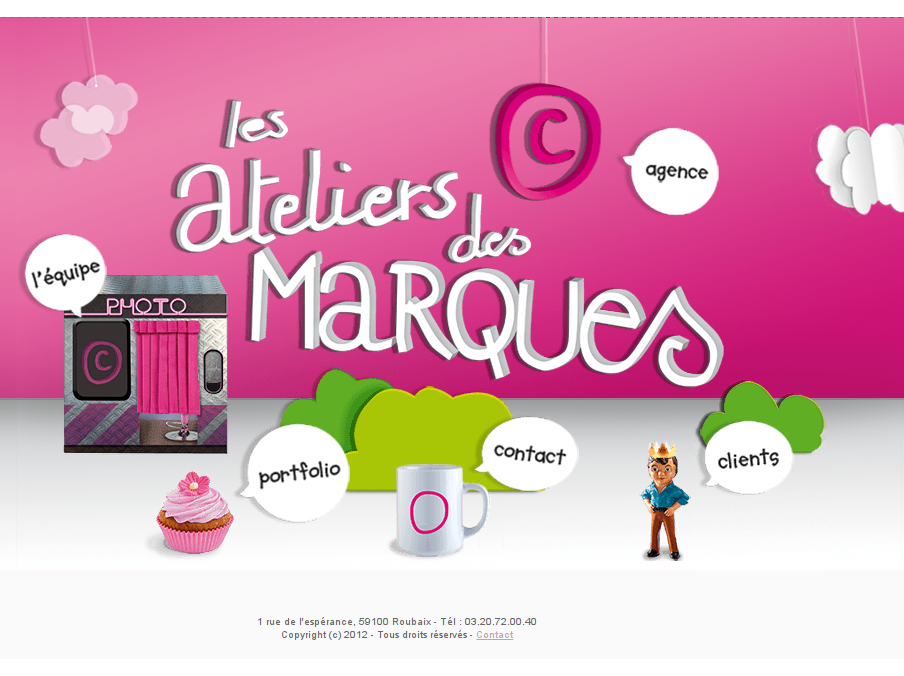 les
ateliers
des
MaRQUes
C
agence
l'équipe
PHOTO
C
portfolio
contact
clients
O
1 rue de l'espérance, 59100 Roubaix - Tél : 03.20.72.00.40
Copyright (c) 2012 - Tous droits réservés - Contact